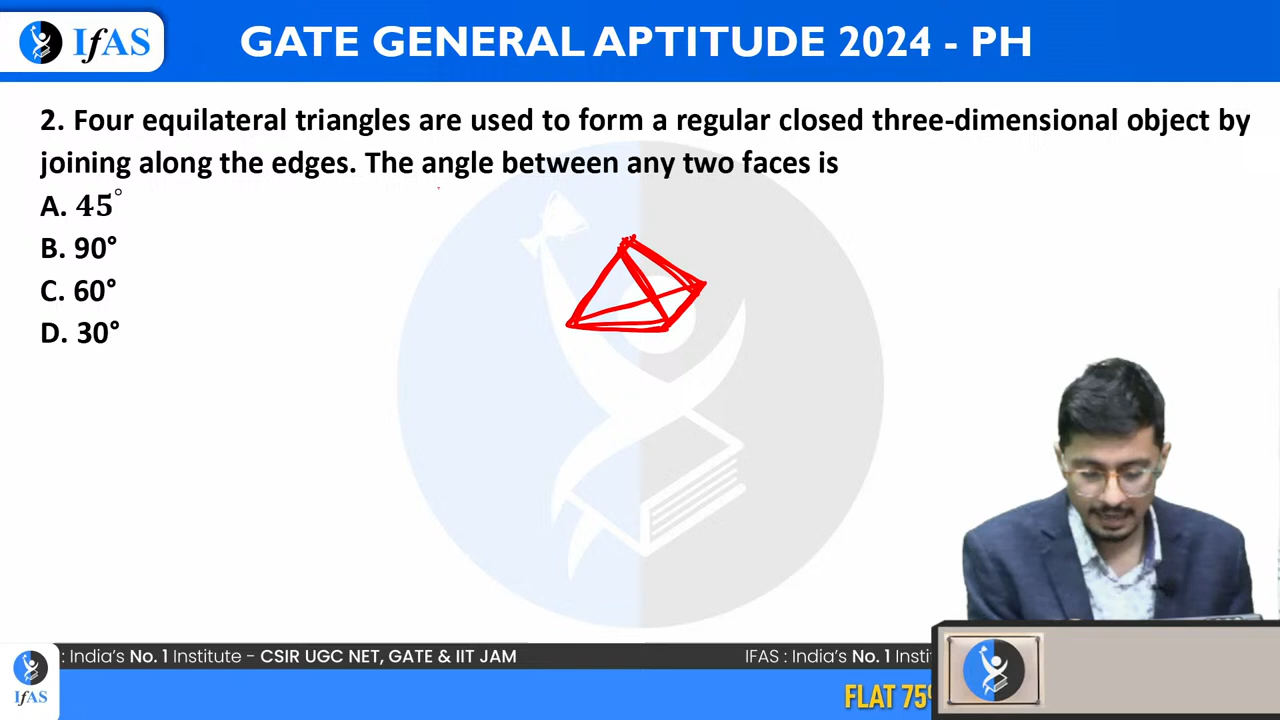 IfAS
GATE GENERAL APTITUDE 2024 - PH
2. Four equilateral triangles are used to form a regular closed three-dimensional object by
joining along the edges. The angle between any two faces is
A. 45°
B. 90°
C. 60°
D. 30°
: India's No. 1 Institute - CSIR UGC NET, GATE & IIT JAM
IFAS : India's No. 1 Insti
IfAS
FLAT 75